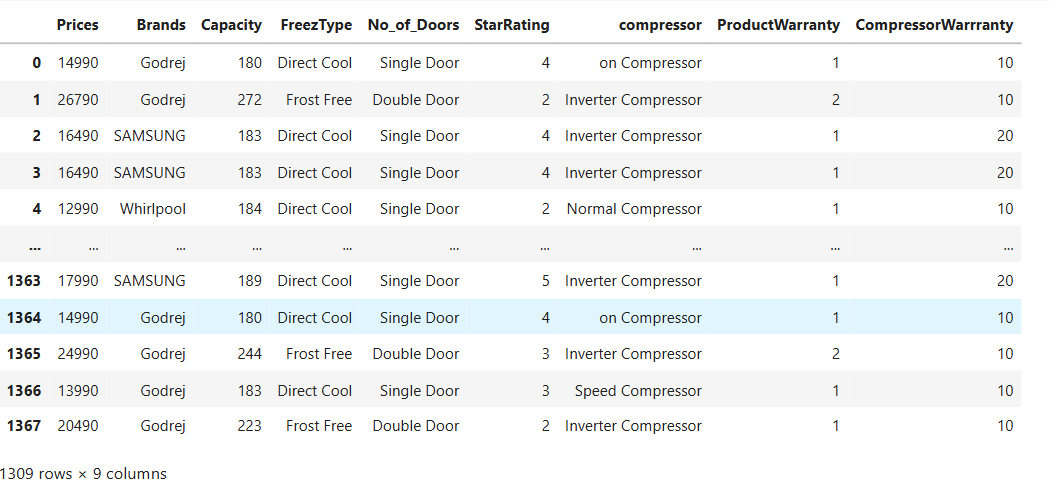 Prices Brands Capacity FreezType No_of_Doors StarRating compressor ProductWarranty CompressorWarrranty
0 14990 Godrej 180 Direct Cool Single Door 4 on Compressor 1 10
1 26790 Godrej 272 Frost Free Double Door 2 Inverter Compressor 2 10
2 16490 SAMSUNG 183 Direct Cool Single Door 4 Inverter Compressor 1 20
3 16490 SAMSUNG 183 Direct Cool Single Door 4 Inverter Compressor 1 20
4 12990 Whirlpool 184 Direct Cool Single Door 2 Normal Compressor 1 10
... ... ... ... ... ... ... ... ... ...
1363 17990 SAMSUNG 189 Direct Cool Single Door 5 Inverter Compressor 1 20
1364 14990 Godrej 180 Direct Cool Single Door 4 on Compressor 1 10
1365 24990 Godrej 244 Frost Free Double Door 3 Inverter Compressor 2 10
1366 13990 Godrej 183 Direct Cool Single Door 3 Speed Compressor 1 10
1367 20490 Godrej 223 Frost Free Double Door 2 Inverter Compressor 1 10
1309 rows × 9 columns